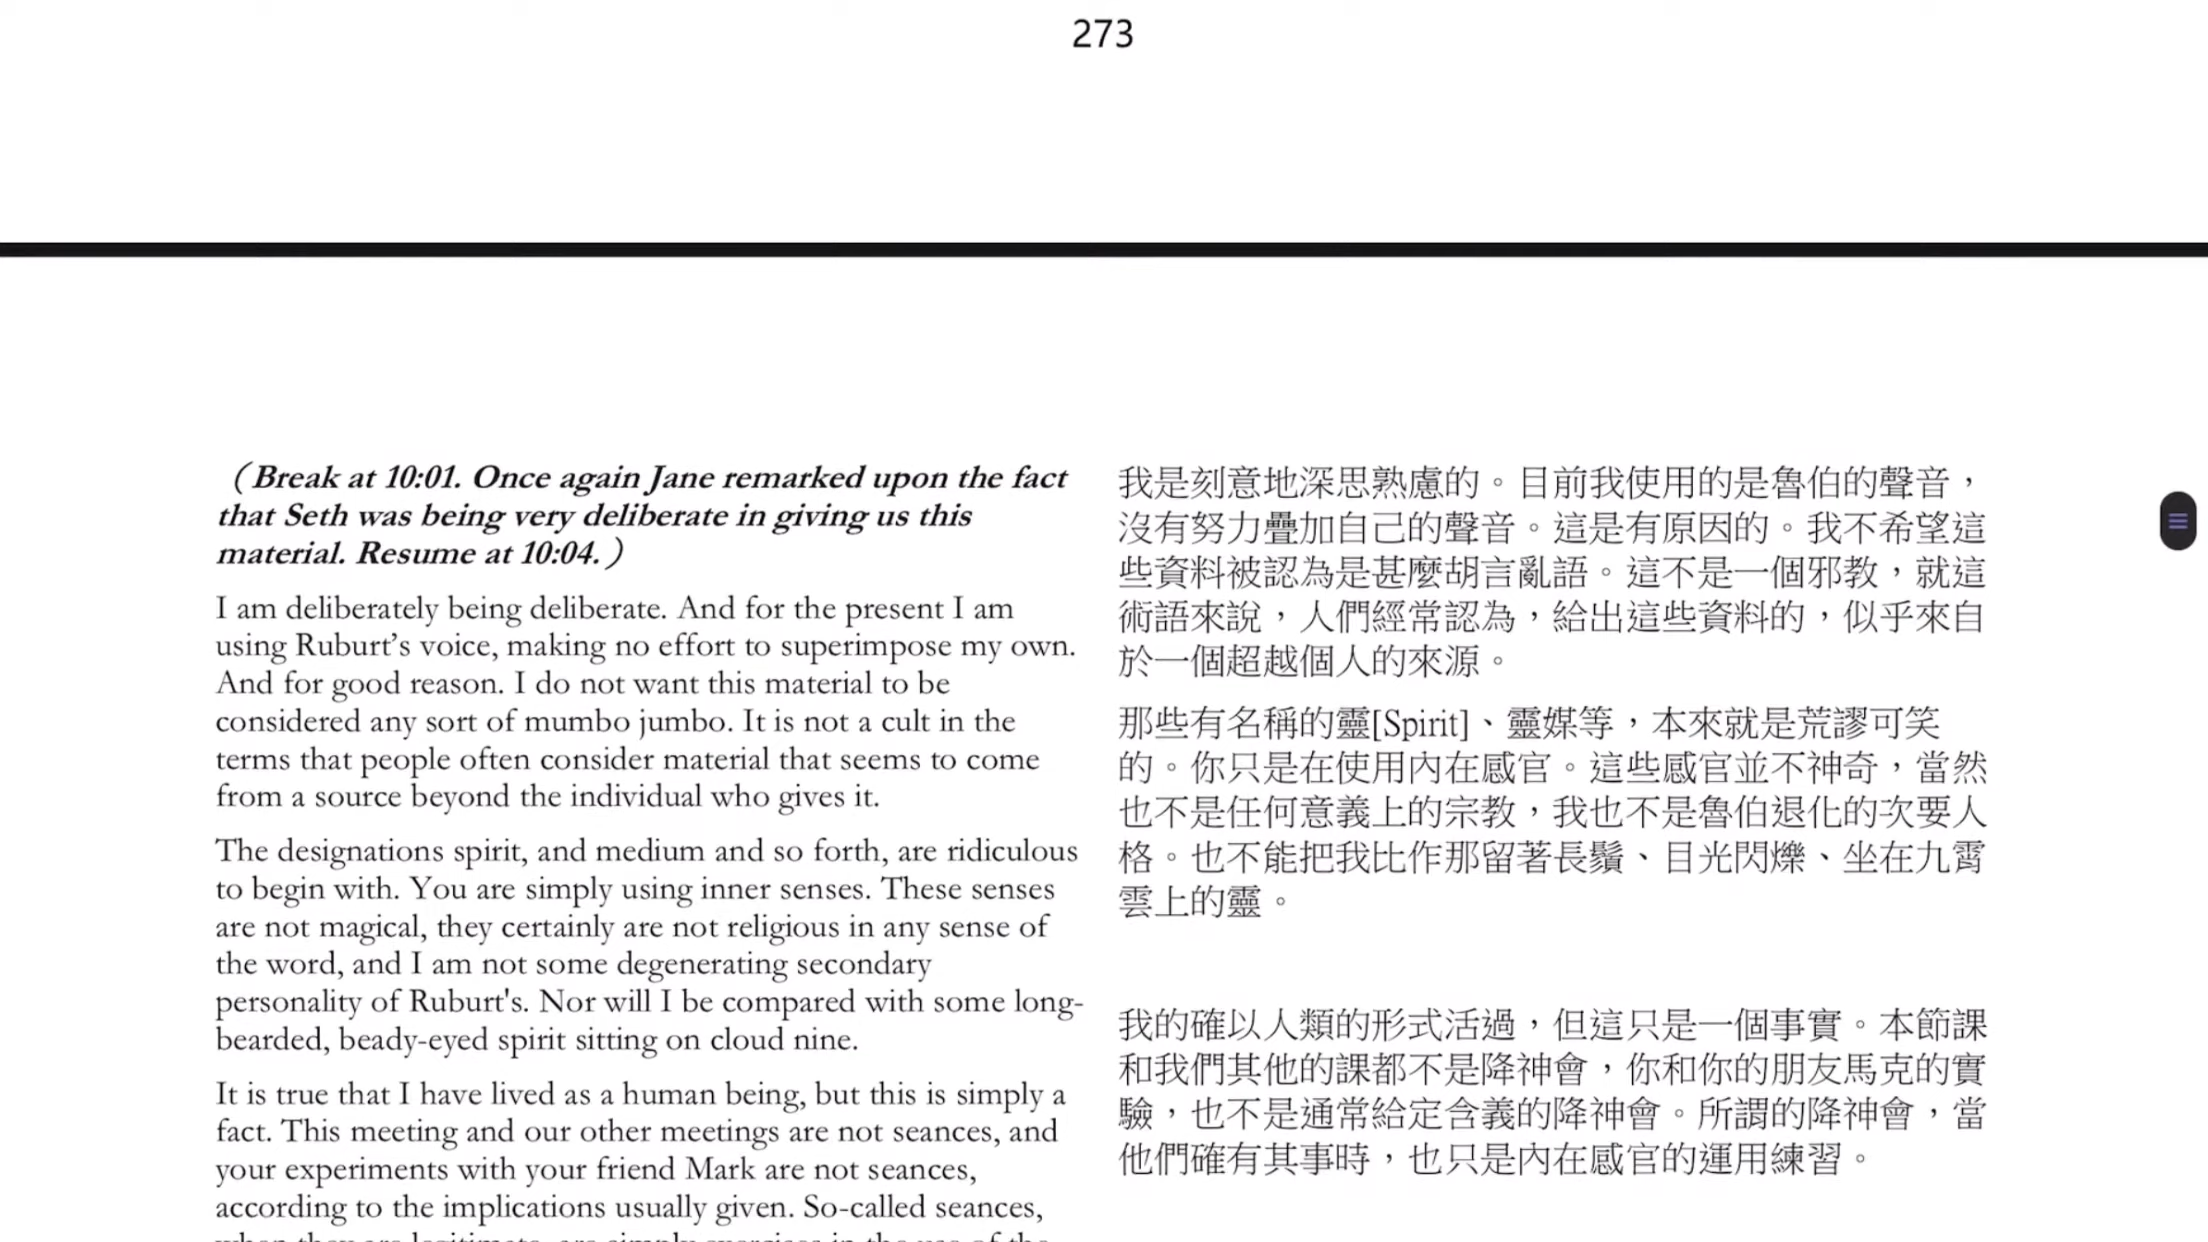 273
（Break at 10:01. Once again Jane remarked upon the fact
that Seth was being very deliberate in giving us this
material. Resume at 10:04.）
I am deliberately being deliberate. And for the present I am
using Ruburt’s voice, making no effort to superimpose my own.
And for good reason. I do not want this material to be
considered any sort of mumbo jumbo. It is not a cult in the
terms that people often consider material that seems to come
from a source beyond the individual who gives it.
The designations spirit, and medium and so forth, are ridiculous
to begin with. You are simply using inner senses. These senses
are not magical, they certainly are not religious in any sense of
the word, and I am not some degenerating secondary
personality of Ruburt's. Nor will I be compared with some long-
bearded, beady-eyed spirit sitting on cloud nine.
It is true that I have lived as a human being, but this is simply a
fact. This meeting and our other meetings are not seances, and
your experiments with your friend Mark are not seances,
according to the implications usually given. So-called seances,
when they are legitimate, are simply exercises in the use of the
我是刻意地深思熟慮的。目前我使用的是魯伯的聲音，
沒有努力疊加自己的聲音。這是有原因的。我不希望這
些資料被認為是甚麼胡言亂語。這不是一個邪教，就這
術語來說，人們經常認為，給出這些資料的，似乎來自
於一個超越個人的來源。
那些有名稱的靈[Spirit]、靈媒等，本來就是荒謬可笑
的。你只是在使用內在感官。這些感官並不神奇，當然
也不是任何意義上的宗教，我也不是魯伯退化的次要人
格。也不能把我比作那留著長鬚、目光閃爍、坐在九霄
雲上的靈。
我的確以人類的形式活過，但這只是一個事實。本節課
和我們其他的課都不是降神會，你和你的朋友馬克的實
驗，也不是通常給定含義的降神會。所謂的降神會，當
他們確有其事時，也只是內在感官的運用練習。